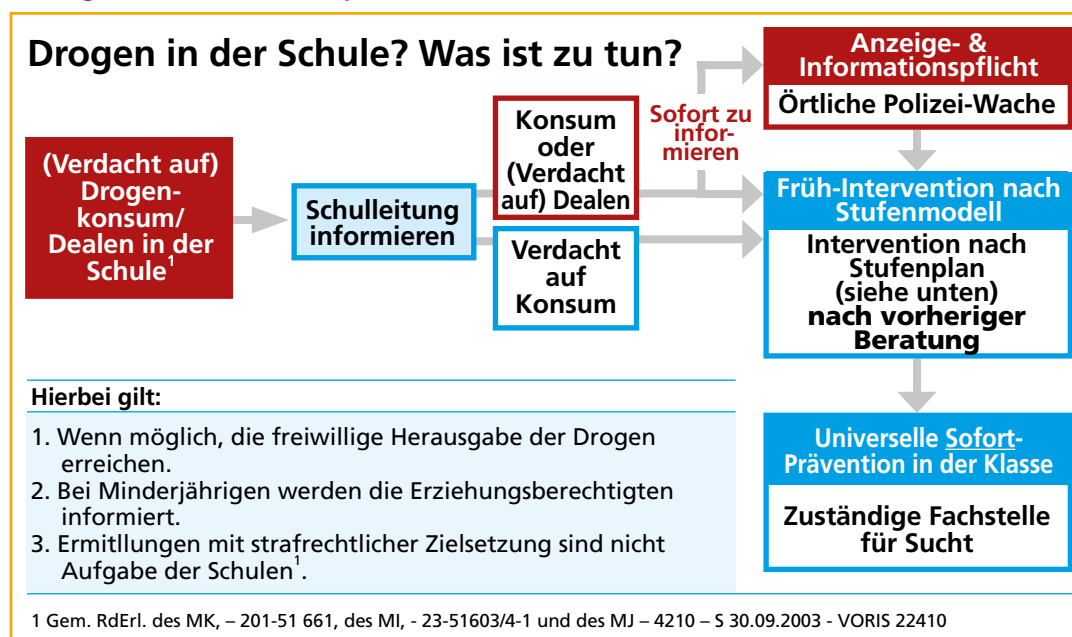 Drogen in der Schule? Was ist zu tun?
(Verdacht auf)
Drogen-
konsum/
Dealen in der
Schule¹
Schulleitung
informieren
Konsum
oder
(Verdacht
auf) Dealen
Verdacht
auf
Konsum
Sofort zu
infor-
mieren
Anzeige- &
Informationspflicht
Örtliche Polizei-Wache
Früh-Intervention nach
Stufenmodell
Intervention nach
Stufenplan
(siehe unten)
nach vorheriger
Beratung
Universelle Sofort-
Prävention in der Klasse
Zuständige Fachstelle
für Sucht
Hierbei gilt:
1. Wenn möglich, die freiwillige Herausgabe der Drogen
erreichen.
2. Bei Minderjährigen werden die Erziehungsberechtigten
informiert.
3. Ermitllungen mit strafrechtlicher Zielsetzung sind nicht
Aufgabe der Schulen¹.
1 Gem. RdErl. des MK, – 201-51 661, des MI, - 23-51603/4-1 und des MJ – 4210 – S 30.09.2003 - VORIS 22410